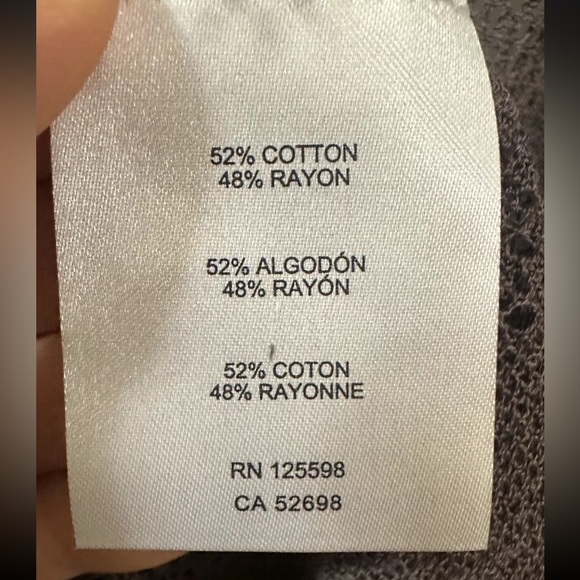 52% COTTON
48% RAYON
52% ALGODÓN
48% RAYÓN
52% COTON
48% RAYONNE
RN 125598
CA 52698